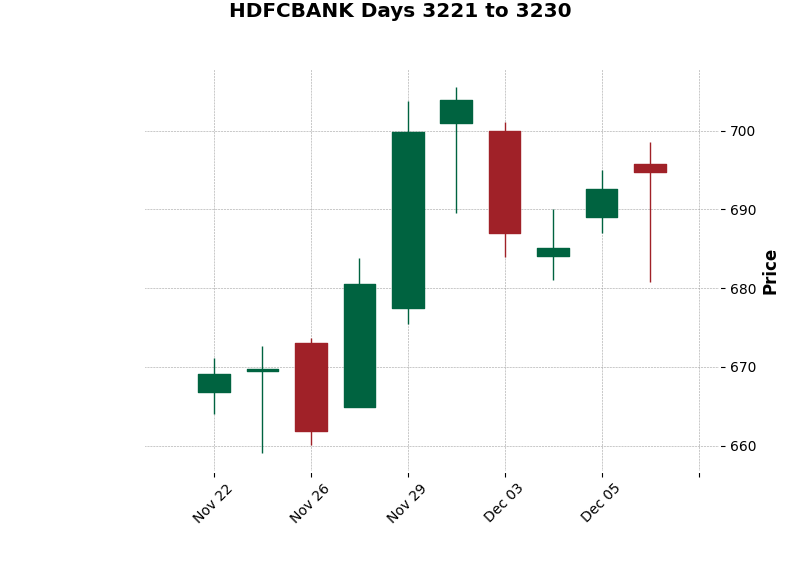 HDFCBANK Days 3221 to 3230
700
690
680
670
660
Price
Nov 22
Nov 26
Nov 29
Dec 03
Dec 05